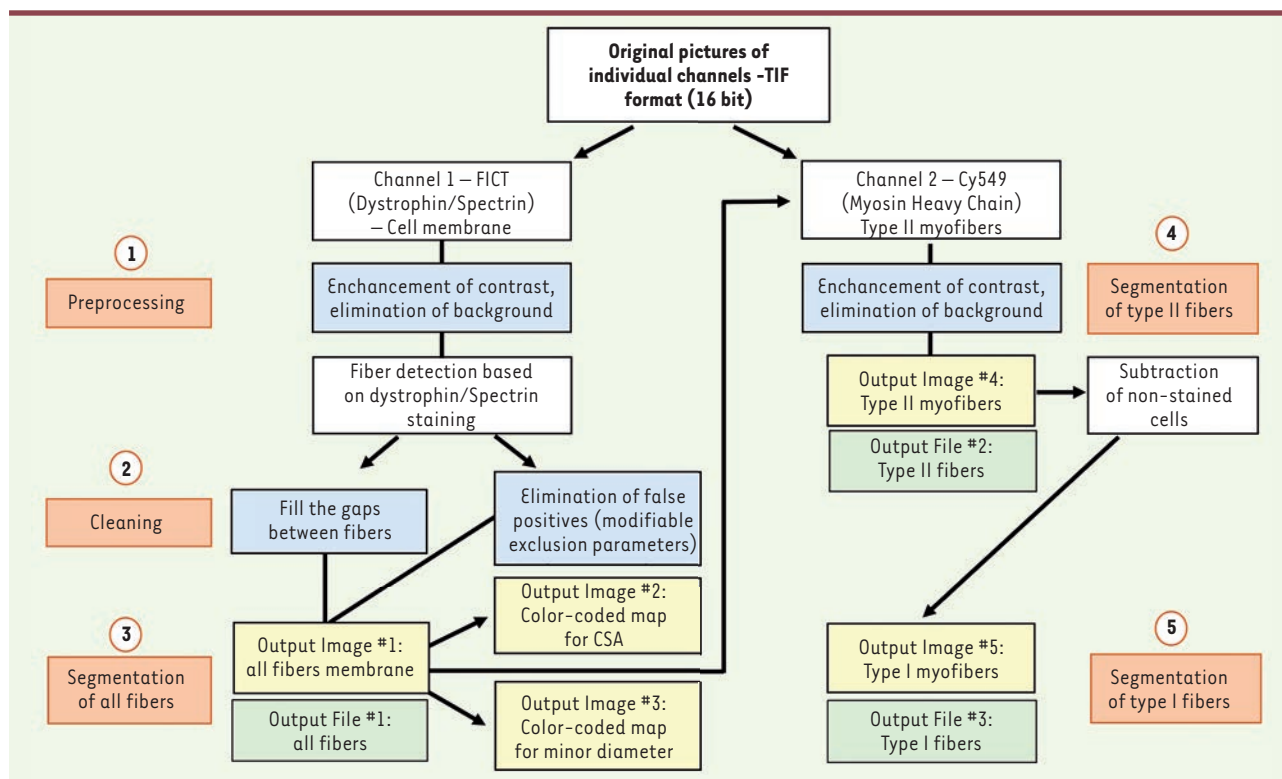 Original pictures of
individual channels -TIF
format (16 bit)
Channel 1 – FICT
(Dystrophin/Spectrin)
– Cell membrane
Channel 2 – Cy549
(Myosin Heavy Chain)
Type II myofibers
1
Preprocessing
Enchancement of contrast,
elimination of background
Enchancement of contrast,
elimination of background
4
Segmentation
of type II fibers
Fiber detection based
on dystrophin/Spectrin
staining
Output Image #4:
Type II myofibers
Subtraction
of non-stained
cells
Output File #2:
Type II fibers
2
Cleaning
Fill the gaps
between fibers
Elimination of false
positives (modifiable
exclusion parameters)
3
Segmentation
of all fibers
Output Image #1:
all fibers membrane
Output File #1:
all fibers
Output Image #2:
Color-coded map
for CSA
Output Image #3:
Color-coded map
for minor diameter
Output Image #5:
Type I myofibers
Output File #3:
Type I fibers
5
Segmentation
of type I fibers